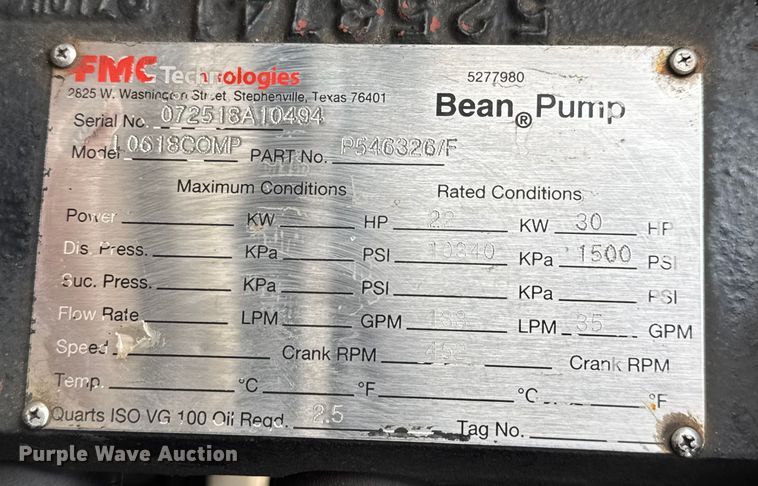 FMC Technologies
5277980
2825 W. Washington Street, Stephenville, Texas 76401
Bean® Pump
Serial No. 072518A10494
Model L0618COMP PART No. P546326/F
Maximum Conditions Rated Conditions
Power KW HP 22 KW 30 HP
Dis. Press. KPa PSI 10340 KPa 1500 PSI
Suc. Press. KPa PSI KPa PSI
Flow Rate LPM GPM LPM 35 GPM
Speed Crank RPM Crank RPM
Temp. °C °F °C °F
Quarts ISO VG 100 Oil Reqd. 2.5 Tag No.
Purple Wave Auction